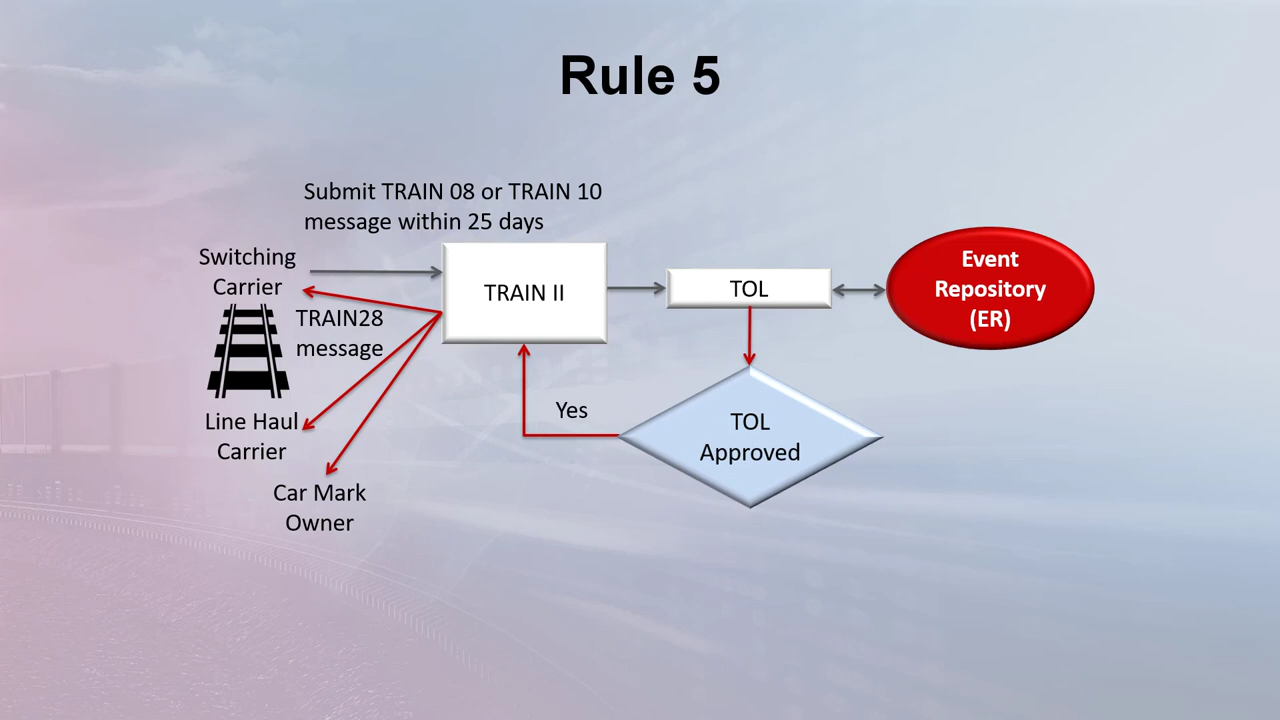 Rule 5
Submit TRAIN 08 or TRAIN 10
message within 25 days
Switching
Carrier
TRAIN28
message
Line Haul
Carrier
Car Mark
Owner
TRAIN II
TOL
Event
Repository
(ER)
Yes
TOL
Approved